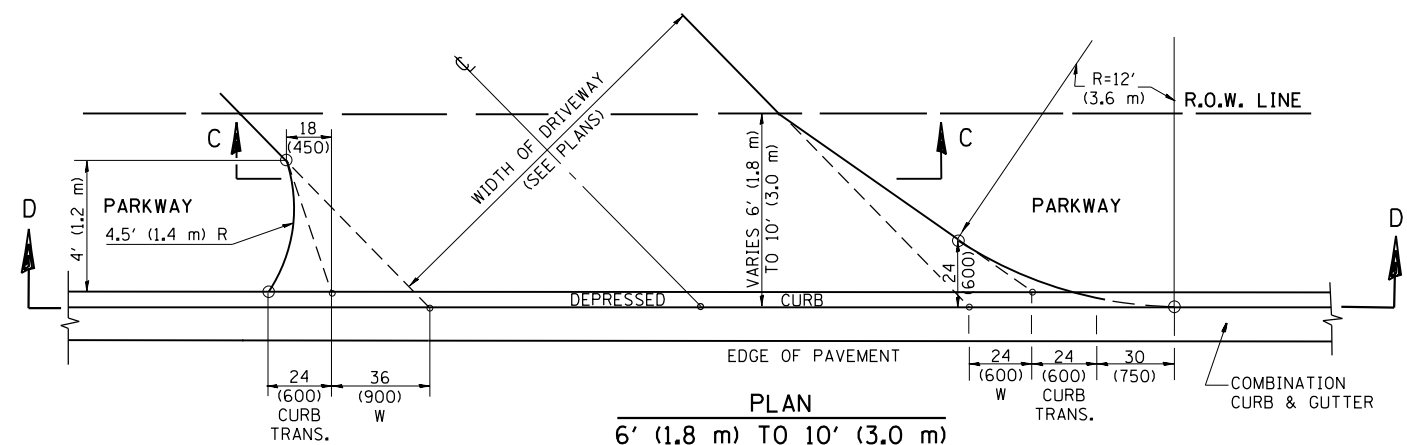 R=12'
(3.6 m)
R.O.W. LINE
18
(450)
C
C
WIDTH OF DRIVEWAY
(SEE PLANS)
℄
VARIES 6' (1.8 m)
TO 10' (3.0 m)
4' (1.2 m)
PARKWAY
4.5' (1.4 m) R
PARKWAY
D
D
24
(600)
DEPRESSED CURB
EDGE OF PAVEMENT
24
(600)
CURB
TRANS.
36
(900)
W
24
(600)
W
24
(600)
CURB
TRANS.
30
(750)
COMBINATION
CURB & GUTTER
PLAN
6' (1.8 m) TO 10' (3.0 m)